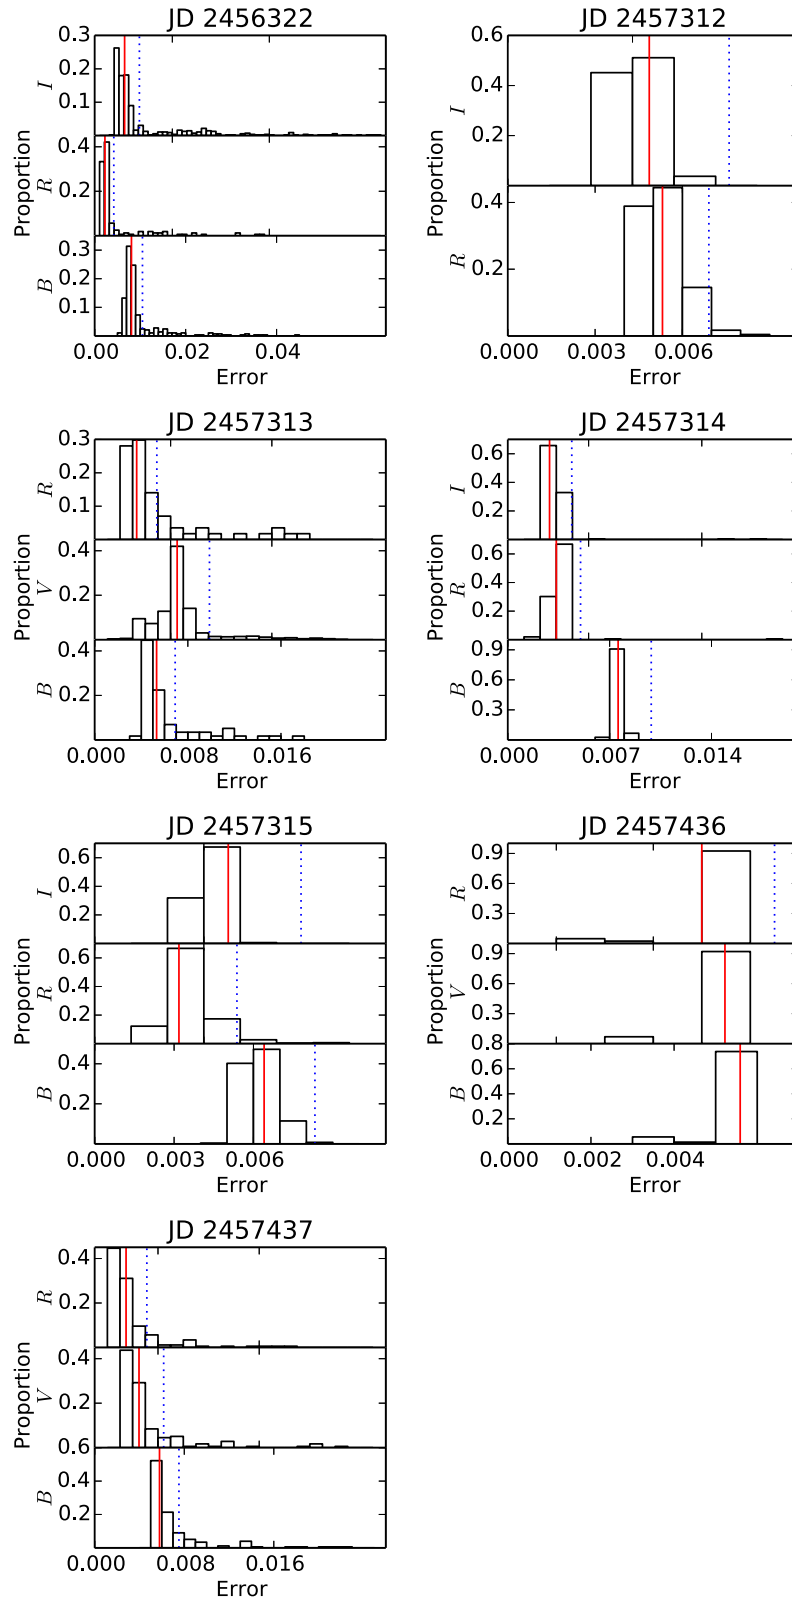 JD 2456322
0.3
0.2
0.1
I
0.4
0.2
R
0.3
0.2
0.1
B
Proportion
0.00 0.02 0.04
Error
JD 2457312
0.6
0.4
0.2
I
0.4
0.2
R
Proportion
0.000 0.003 0.006
Error
JD 2457313
0.3
0.2
0.1
R
0.4
0.2
V
0.4
0.2
B
Proportion
0.000 0.008 0.016
Error
JD 2457314
0.6
0.4
0.2
I
0.6
0.4
0.2
R
0.9
0.6
0.3
B
Proportion
0.000 0.007 0.014
Error
JD 2457315
0.6
0.4
0.2
I
0.6
0.4
0.2
R
0.4
0.2
B
Proportion
0.000 0.003 0.006
Error
JD 2457436
0.9
0.6
0.3
R
0.9
0.6
0.3
V
0.8
0.6
0.4
0.2
B
Proportion
0.000 0.002 0.004
Error
JD 2457437
0.4
0.2
R
0.4
0.2
V
0.6
0.4
0.2
B
Proportion
0.000 0.008 0.016
Error